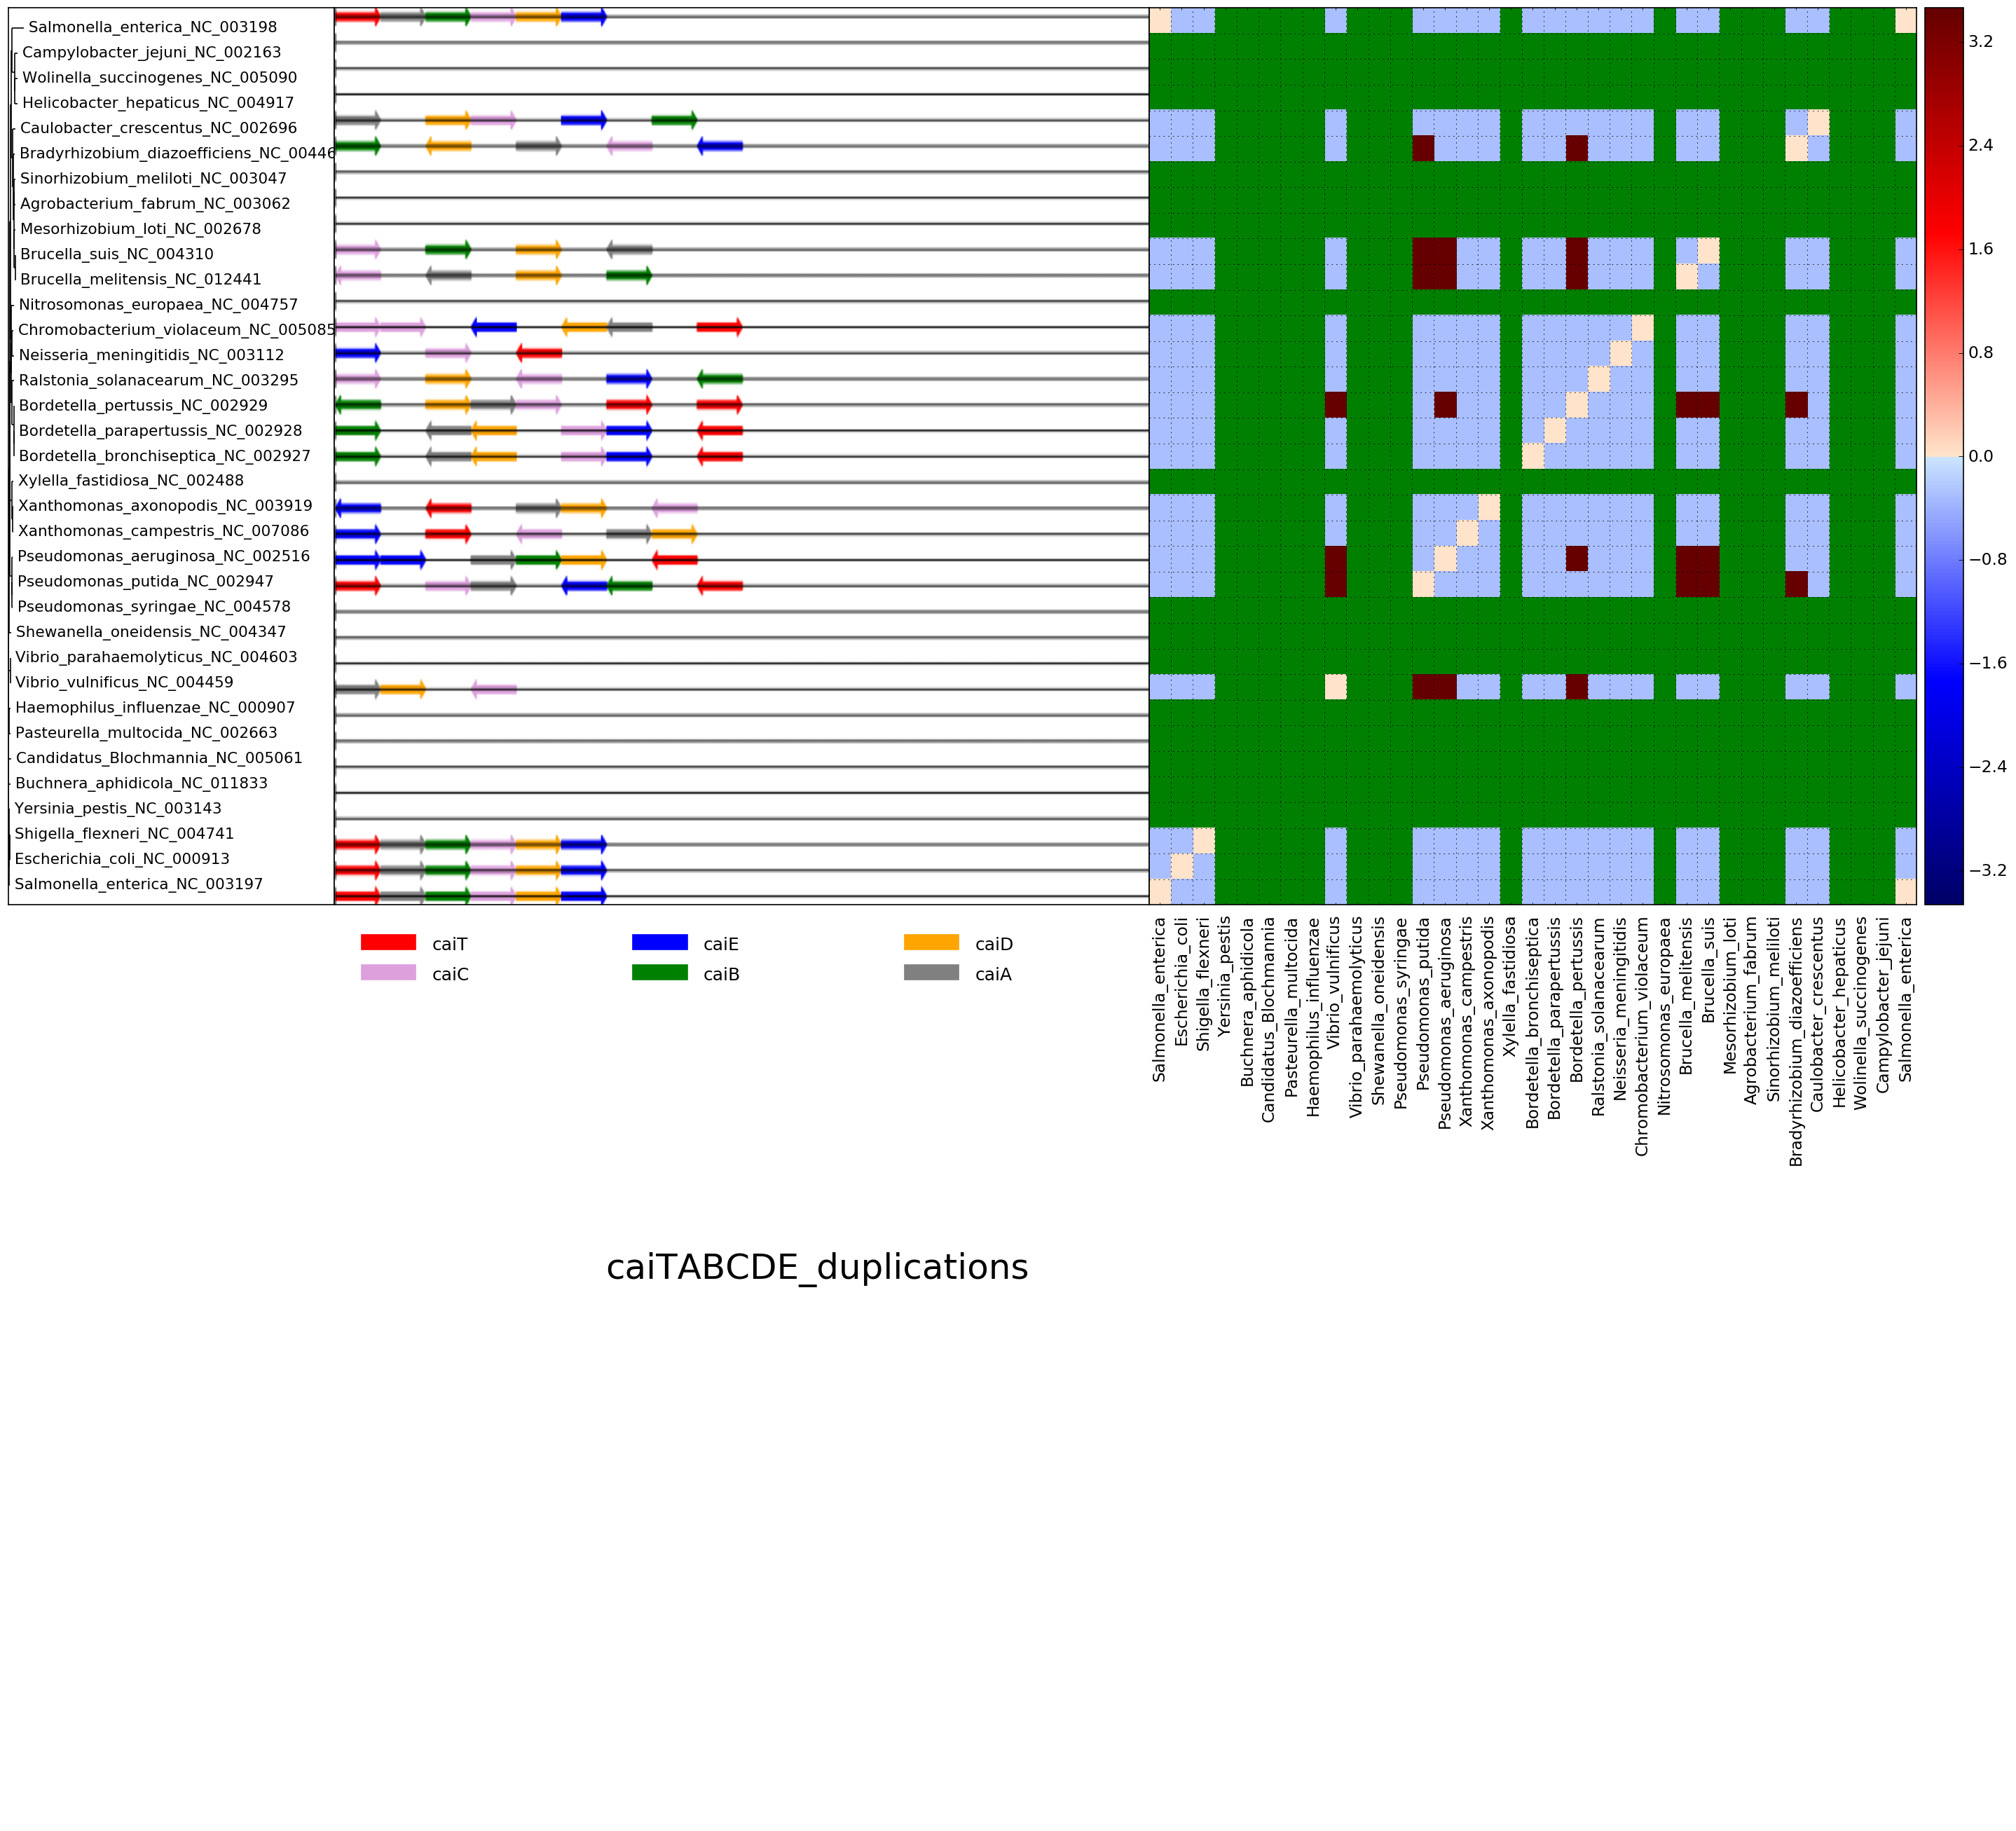 Salmonella_enterica_NC_003198
Campylobacter_jejuni_NC_002163
Wolinella_succinogenes_NC_005090
Helicobacter_hepaticus_NC_004917
Caulobacter_crescentus_NC_002696
Bradyrhizobium_diazoefficiens_NC_00446
Sinorhizobium_meliloti_NC_003047
Agrobacterium_fabrum_NC_003062
Mesorhizobium_loti_NC_002678
Brucella_suis_NC_004310
Brucella_melitensis_NC_012441
Nitrosomonas_europaea_NC_004757
Chromobacterium_violaceum_NC_005085
Neisseria_meningitidis_NC_003112
Ralstonia_solanacearum_NC_003295
Bordetella_pertussis_NC_002929
Bordetella_parapertussis_NC_002928
Bordetella_bronchiseptica_NC_002927
Xylella_fastidiosa_NC_002488
Xanthomonas_axonopodis_NC_003919
Xanthomonas_campestris_NC_007086
Pseudomonas_aeruginosa_NC_002516
Pseudomonas_putida_NC_002947
Pseudomonas_syringae_NC_004578
Shewanella_oneidensis_NC_004347
Vibrio_parahaemolyticus_NC_004603
Vibrio_vulnificus_NC_004459
Haemophilus_influenzae_NC_000907
Pasteurella_multocida_NC_002663
Candidatus_Blochmannia_NC_005061
Buchnera_aphidicola_NC_011833
Yersinia_pestis_NC_003143
Shigella_flexneri_NC_004741
Escherichia_coli_NC_000913
Salmonella_enterica_NC_003197
3.2
2.4
1.6
0.8
0.0
−0.8
−1.6
−2.4
−3.2
caiT
caiE
caiD
caiC
caiB
caiA
Salmonella_enterica
Escherichia_coli
Shigella_flexneri
Yersinia_pestis
Buchnera_aphidicola
Candidatus_Blochmannia
Pasteurella_multocida
Haemophilus_influenzae
Vibrio_vulnificus
Vibrio_parahaemolyticus
Shewanella_oneidensis
Pseudomonas_syringae
Pseudomonas_putida
Pseudomonas_aeruginosa
Xanthomonas_campestris
Xanthomonas_axonopodis
Xylella_fastidiosa
Bordetella_bronchiseptica
Bordetella_parapertussis
Bordetella_pertussis
Ralstonia_solanacearum
Neisseria_meningitidis
Chromobacterium_violaceum
Nitrosomonas_europaea
Brucella_melitensis
Brucella_suis
Mesorhizobium_loti
Agrobacterium_fabrum
Sinorhizobium_meliloti
Bradyrhizobium_diazoefficiens
Caulobacter_crescentus
Helicobacter_hepaticus
Wolinella_succinogenes
Campylobacter_jejuni
Salmonella_enterica
caiTABCDE_duplications